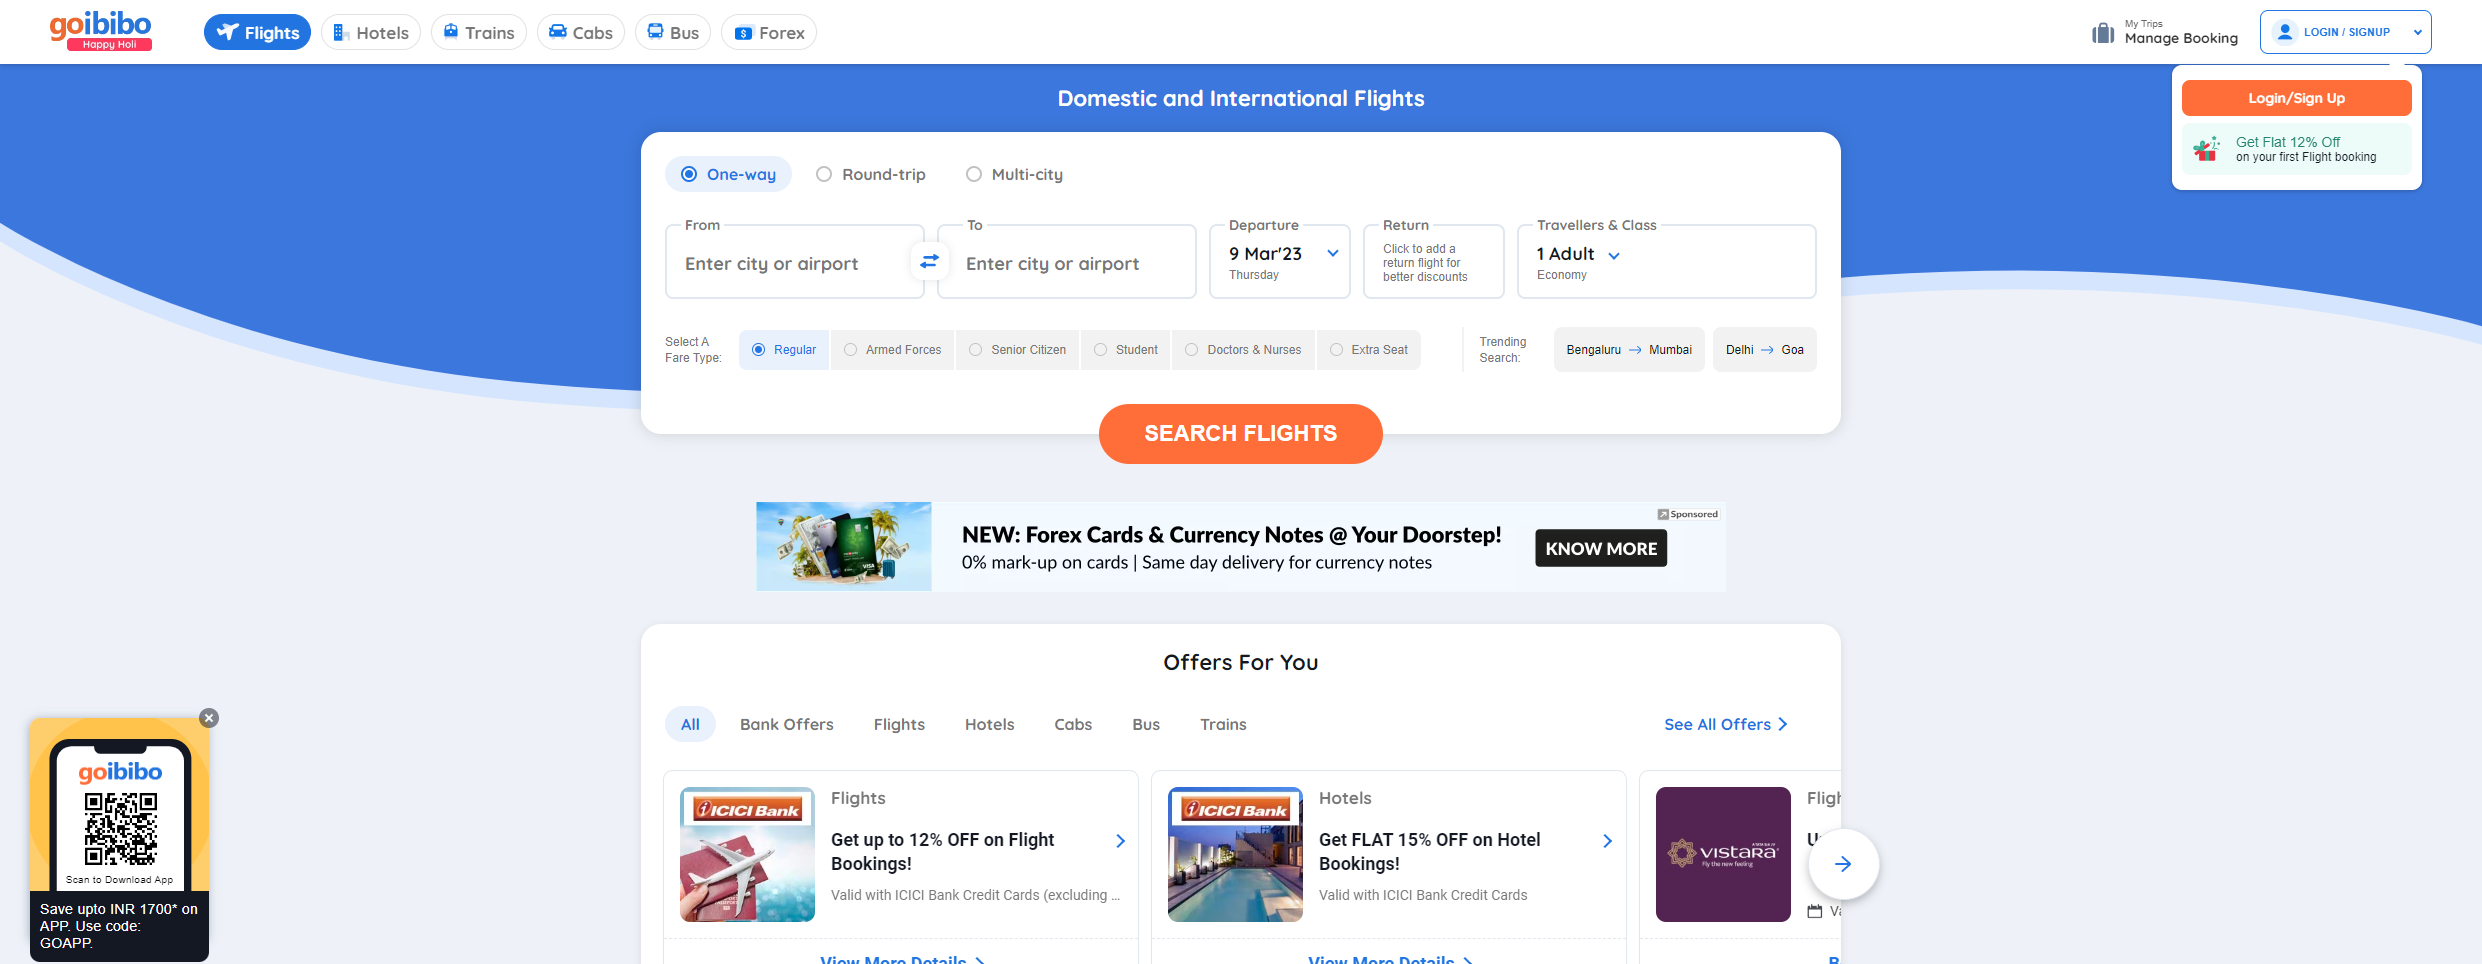 goibibo
Happy Holi
Flights
Hotels
Trains
Cabs
Bus
Forex
My Trips
Manage Booking
LOGIN / SIGNUP
Login/Sign Up
Get Flat 12% Off
on your first Flight booking
Domestic and International Flights
One-way
Round-trip
Multi-city
From
Enter city or airport
To
Enter city or airport
Departure
9 Mar'23
Thursday
Return
Click to add a
return flight for
better discounts
Travellers & Class
1 Adult
Economy
Select A
Fare Type:
Regular
Armed Forces
Senior Citizen
Student
Doctors & Nurses
Extra Seat
Trending
Search:
Bengaluru → Mumbai
Delhi → Goa
SEARCH FLIGHTS
NEW: Forex Cards & Currency Notes @ Your Doorstep!
0% mark-up on cards | Same day delivery for currency notes
KNOW MORE
Sponsored
VISA
Offers For You
All
Bank Offers
Flights
Hotels
Cabs
Bus
Trains
See All Offers
ICICI Bank
Flights
Get up to 12% OFF on Flight
Bookings!
Valid with ICICI Bank Credit Cards (excluding ...
View More Details
ICICI Bank
Hotels
Get FLAT 15% OFF on Hotel
Bookings!
Valid with ICICI Bank Credit Cards
View More Details
VISTARA
Fly the new feeling
goibibo
Scan to Download App
Save upto INR 1700* on
APP. Use code:
GOAPP.